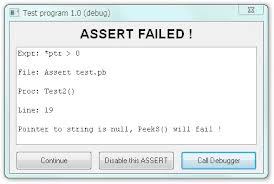 Test program 1.0 (debug)
ASSERT FAILED !
Expr: *ptr > 0
File: Assert test.pb
Proc: Test2()
Line: 19
Pointer to string is null, PeekS() will fail !
Continue
Disable this ASSERT
Call Debugger